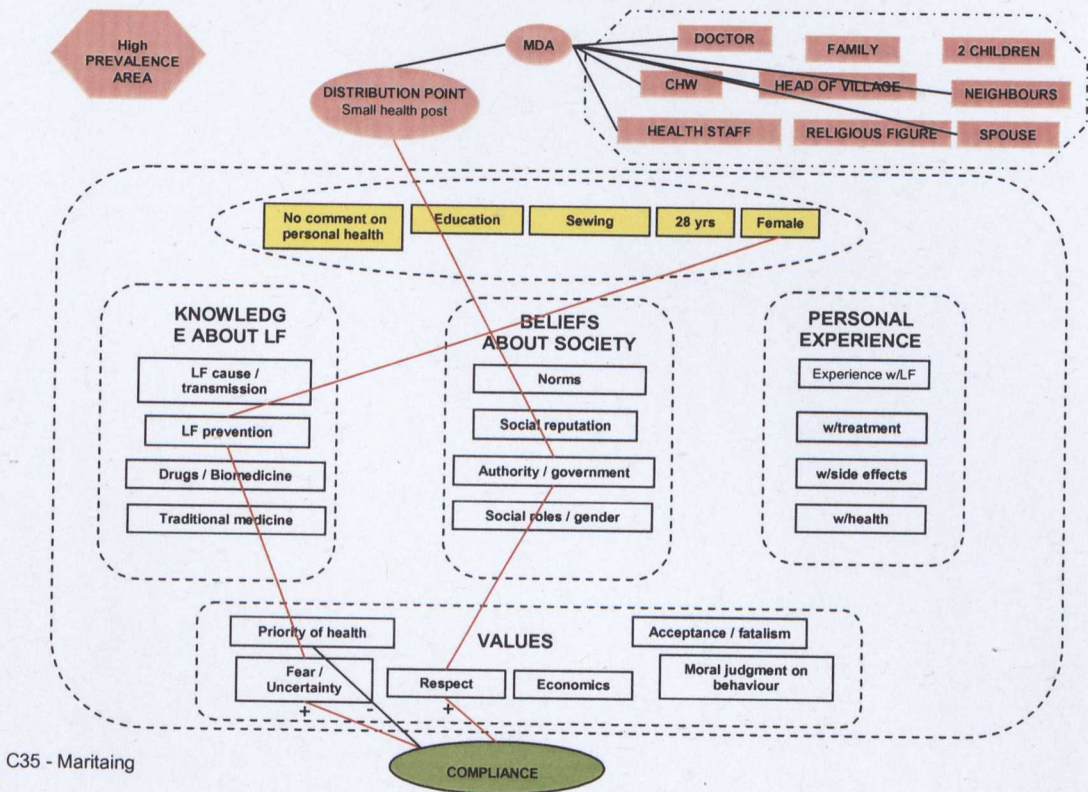 High
PREVALENCE
AREA
MDA
DOCTOR
FAMILY
2 CHILDREN
CHW
HEAD OF VILLAGE
NEIGHBOURS
HEALTH STAFF
RELIGIOUS FIGURE
SPOUSE
DISTRIBUTION POINT
Small health post
No comment on
personal health
Education
Sewing
28 yrs
Female
KNOWLEDG
E ABOUT LF
LF cause /
transmission
LF prevention
Drugs / Biomedicine
Traditional medicine
BELIEFS
ABOUT SOCIETY
Norms
Social reputation
Authority / government
Social roles / gender
PERSONAL
EXPERIENCE
Experience w/LF
w/treatment
w/side effects
w/health
VALUES
Priority of health
Acceptance / fatalism
Fear /
Uncertainty
Respect
Economics
Moral judgment on
behaviour
+
+
COMPLIANCE
C35 - Maritaing